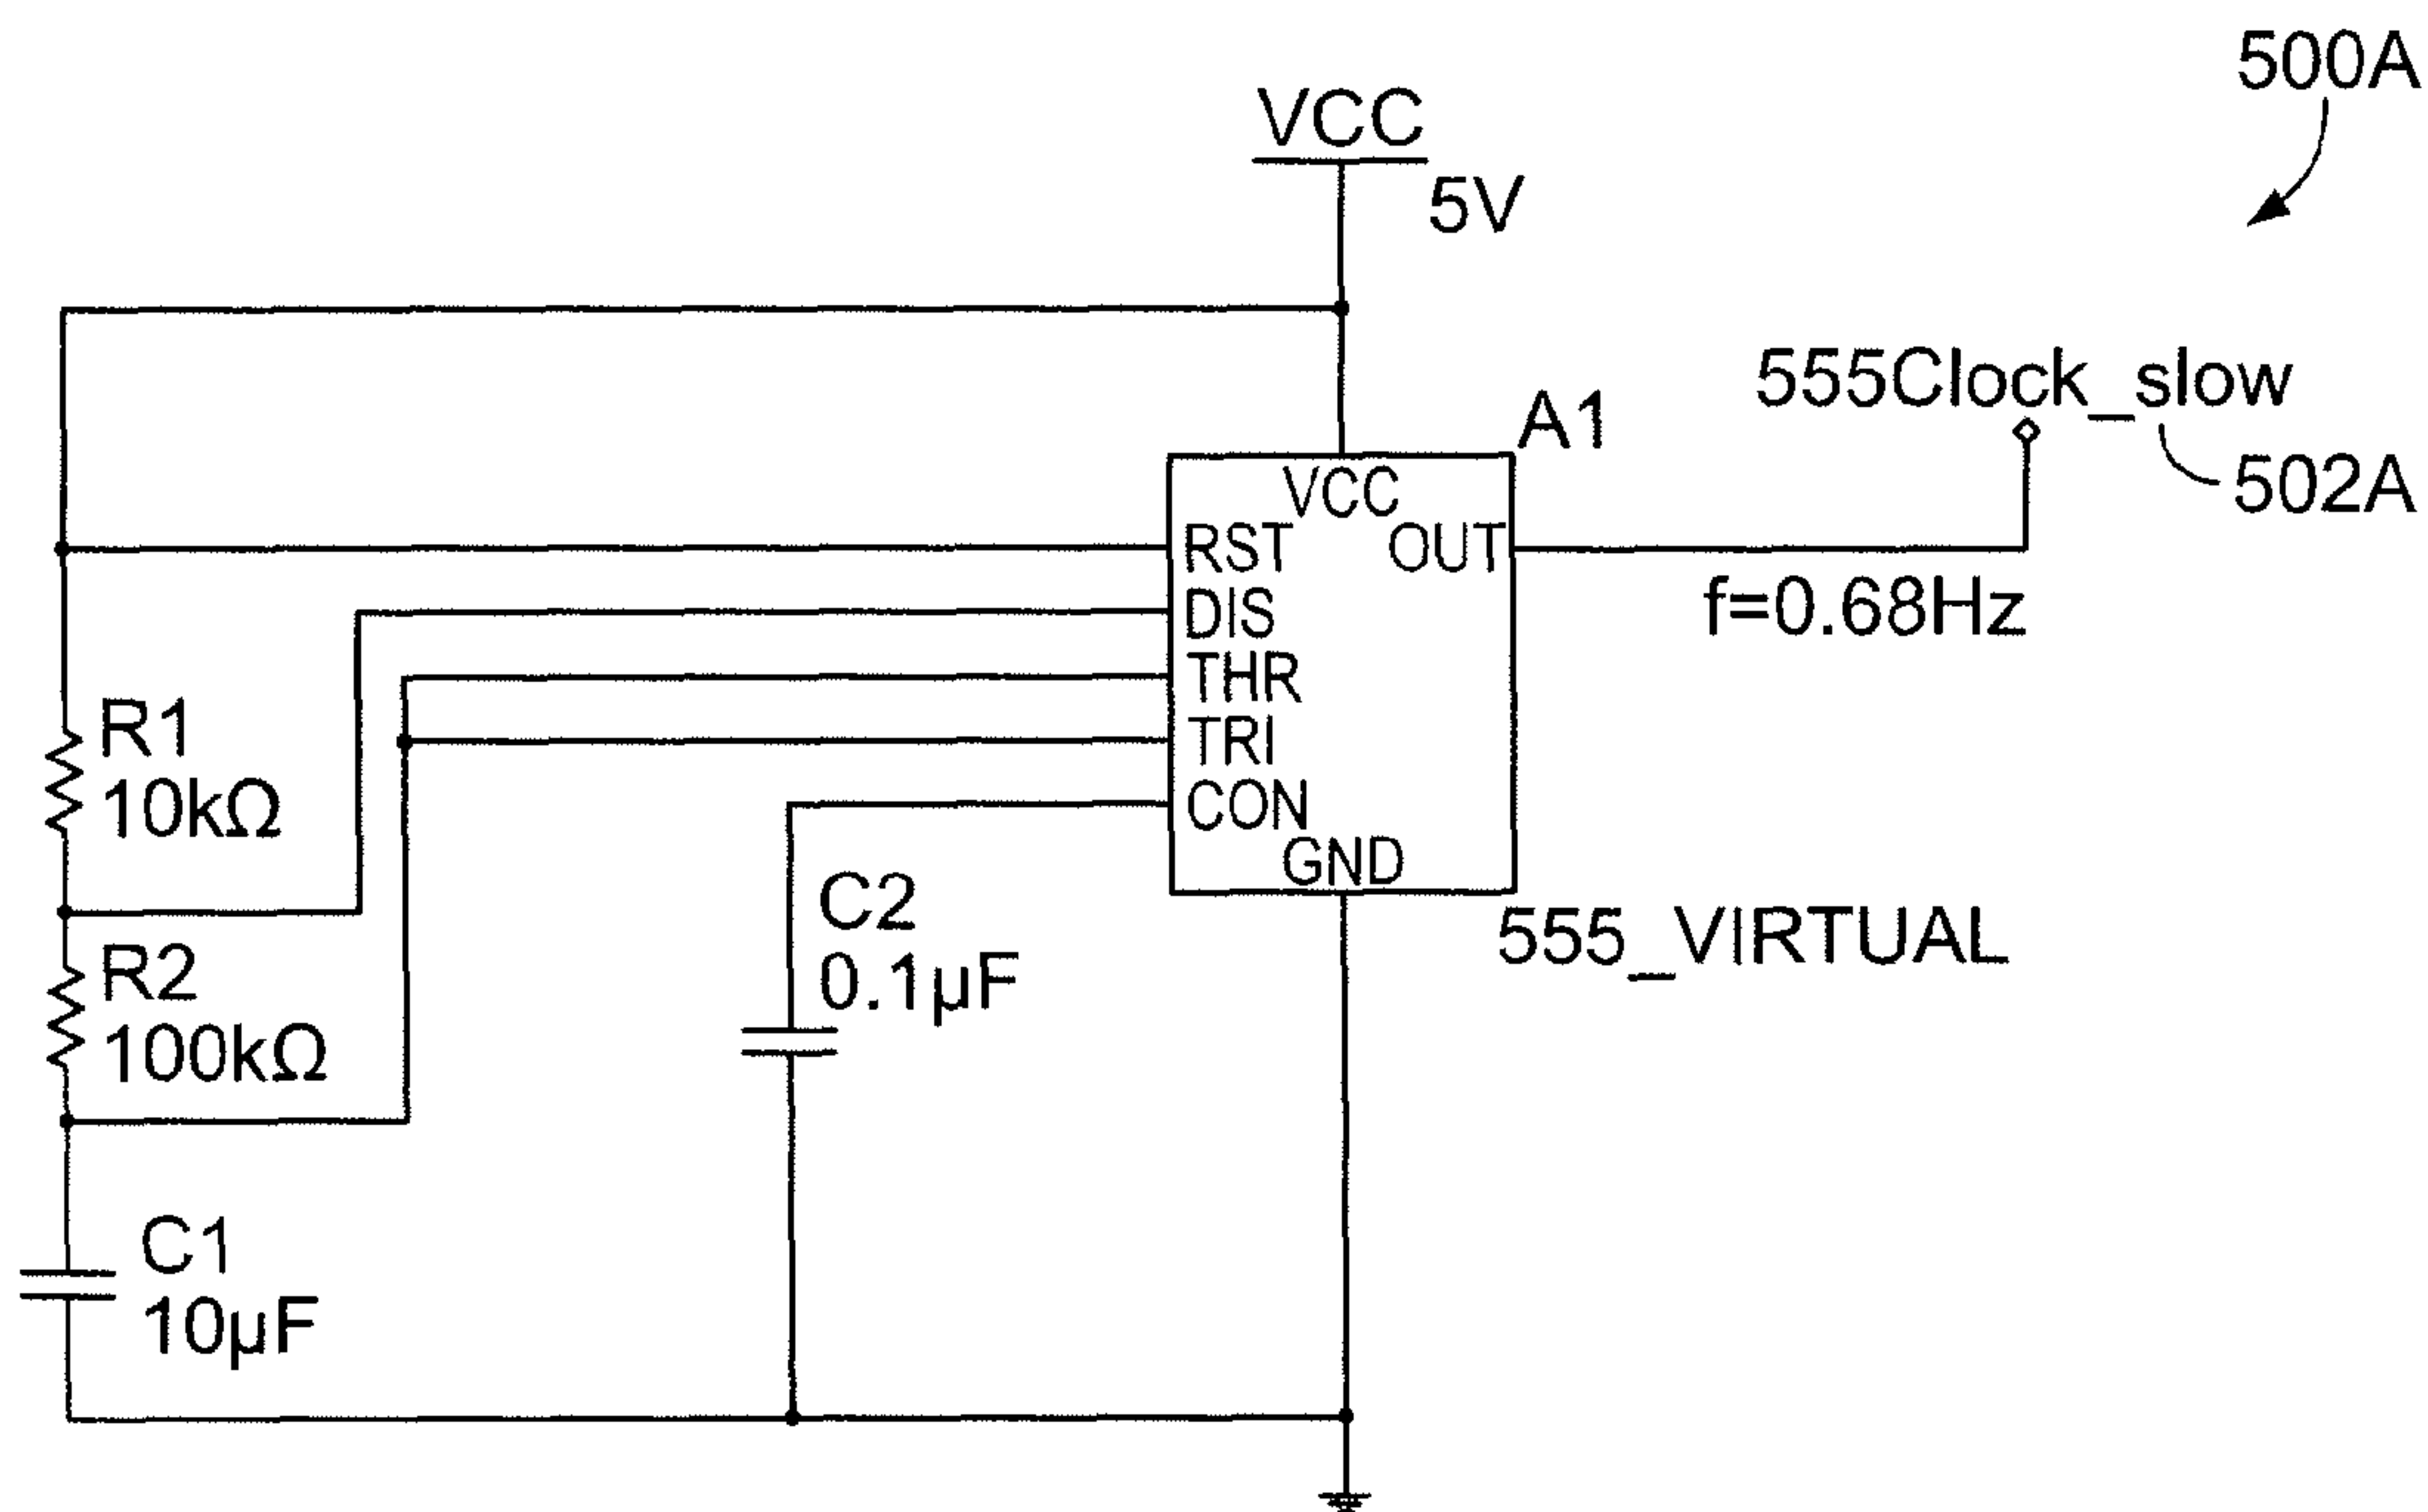 500A
VCC
5V
555Clock_slow
502A
A1
VCC
RST
OUT
DIS
THR
TRI
CON
GND
f=0.68Hz
555_VIRTUAL
R1
10kΩ
R2
100kΩ
C2
0.1µF
C1
10µF